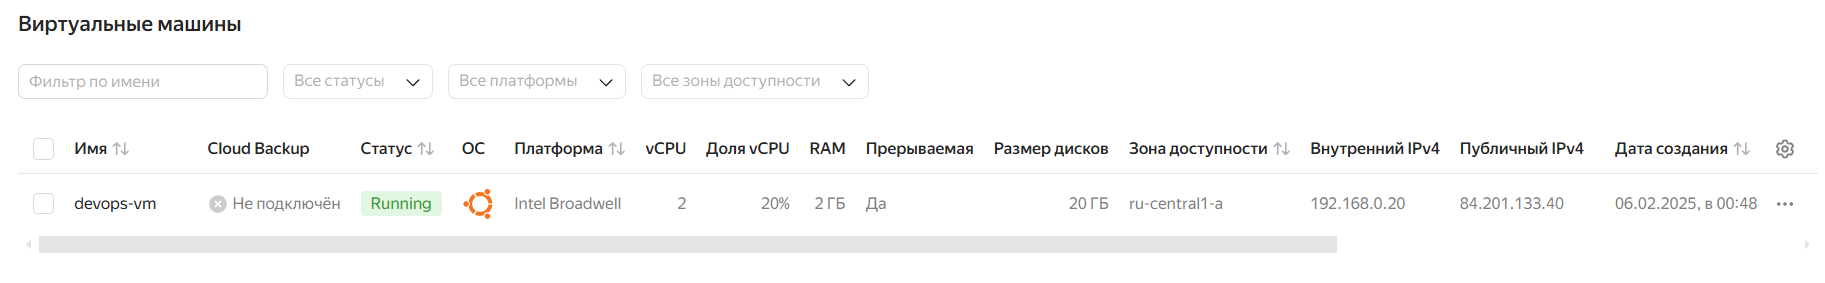 Виртуальные машины
Фильтр по имени Все статусы Все платформы Все зоны доступности
Имя Cloud Backup Статус ОС Платформа vCPU Доля vCPU RAM Прерываемая Размер дисков Зона доступности Внутренний IPv4 Публичный IPv4 Дата создания
devops-vm Не подключён Running Intel Broadwell 2 20% 2 ГБ Да 20 ГБ ru-central1-a 192.168.0.20 84.201.133.40 06.02.2025, в 00:48